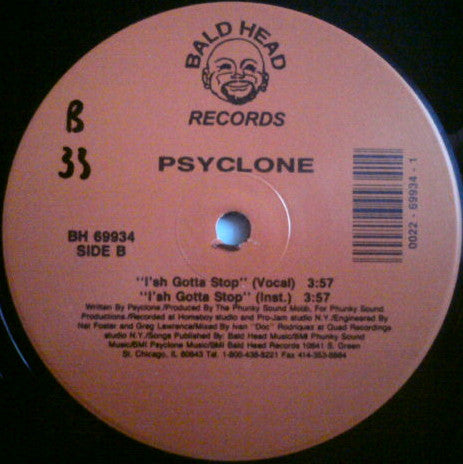 BALD HEAD
RECORDS
B
33
PSYCLONE
BH 69934
SIDE B
0022 - 69934 - 1
"I'sh Gotta Stop" (Vocal) 3:57
"I'sh Gotta Stop" (Inst.) 3:57
Written By Psyclone/Produced By The Phunky Sound Mobb, For Phunky Sound
Productions/Recorded at Homeboy studio and Pro-Jam studio N.Y./Engineered By
Nat Foster and Greg Lawrence/Mixed By Ivan "Doc" Rodriquez at Quad Recordings
studio N.Y./Songs Published By: Bald Head Music/BMI Phunky Sound
Music/BMI Psyclone Music/BMI Bald Head Records 10841 S. Green
St. Chicago, IL 60643 Tel. 1-800-438-9221 Fax 414-353-8884